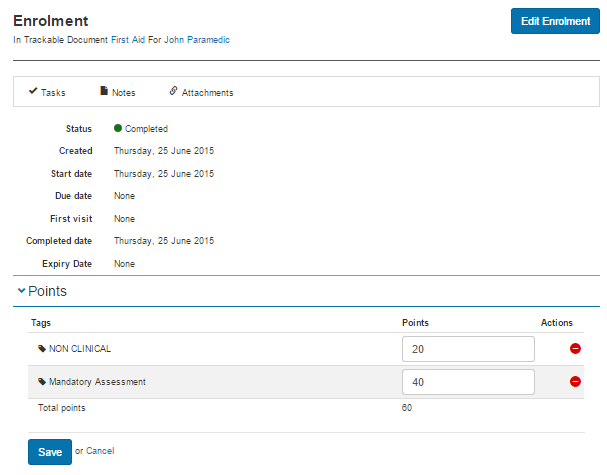 Enrolment
Edit Enrolment
In Trackable Document First Aid For John Paramedic
Tasks Notes Attachments
Status Completed
Created Thursday, 25 June 2015
Start date Thursday, 25 June 2015
Due date None
First visit None
Completed date Thursday, 25 June 2015
Expiry Date None
Points
Tags Points Actions
NON CLINICAL 20
Mandatory Assessment 40
Total points 60
Save or Cancel